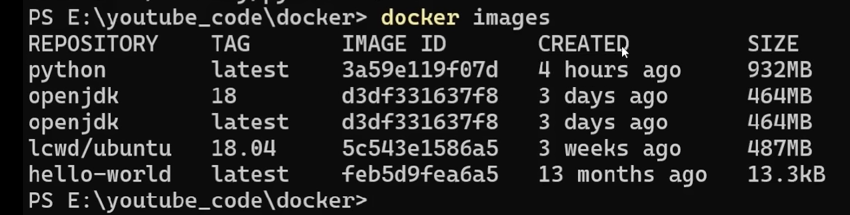 PS E:\youtube_code\docker> docker images
REPOSITORY TAG IMAGE ID CREATED SIZE
python latest 3a59e119f07d 4 hours ago 932MB
openjdk 18 d3df331637f8 3 days ago 464MB
openjdk latest d3df331637f8 3 days ago 464MB
lcwd/ubuntu 18.04 5c543e1586a5 3 weeks ago 487MB
hello-world latest feb5d9fea6a5 13 months ago 13.3kB
PS E:\youtube_code\docker>